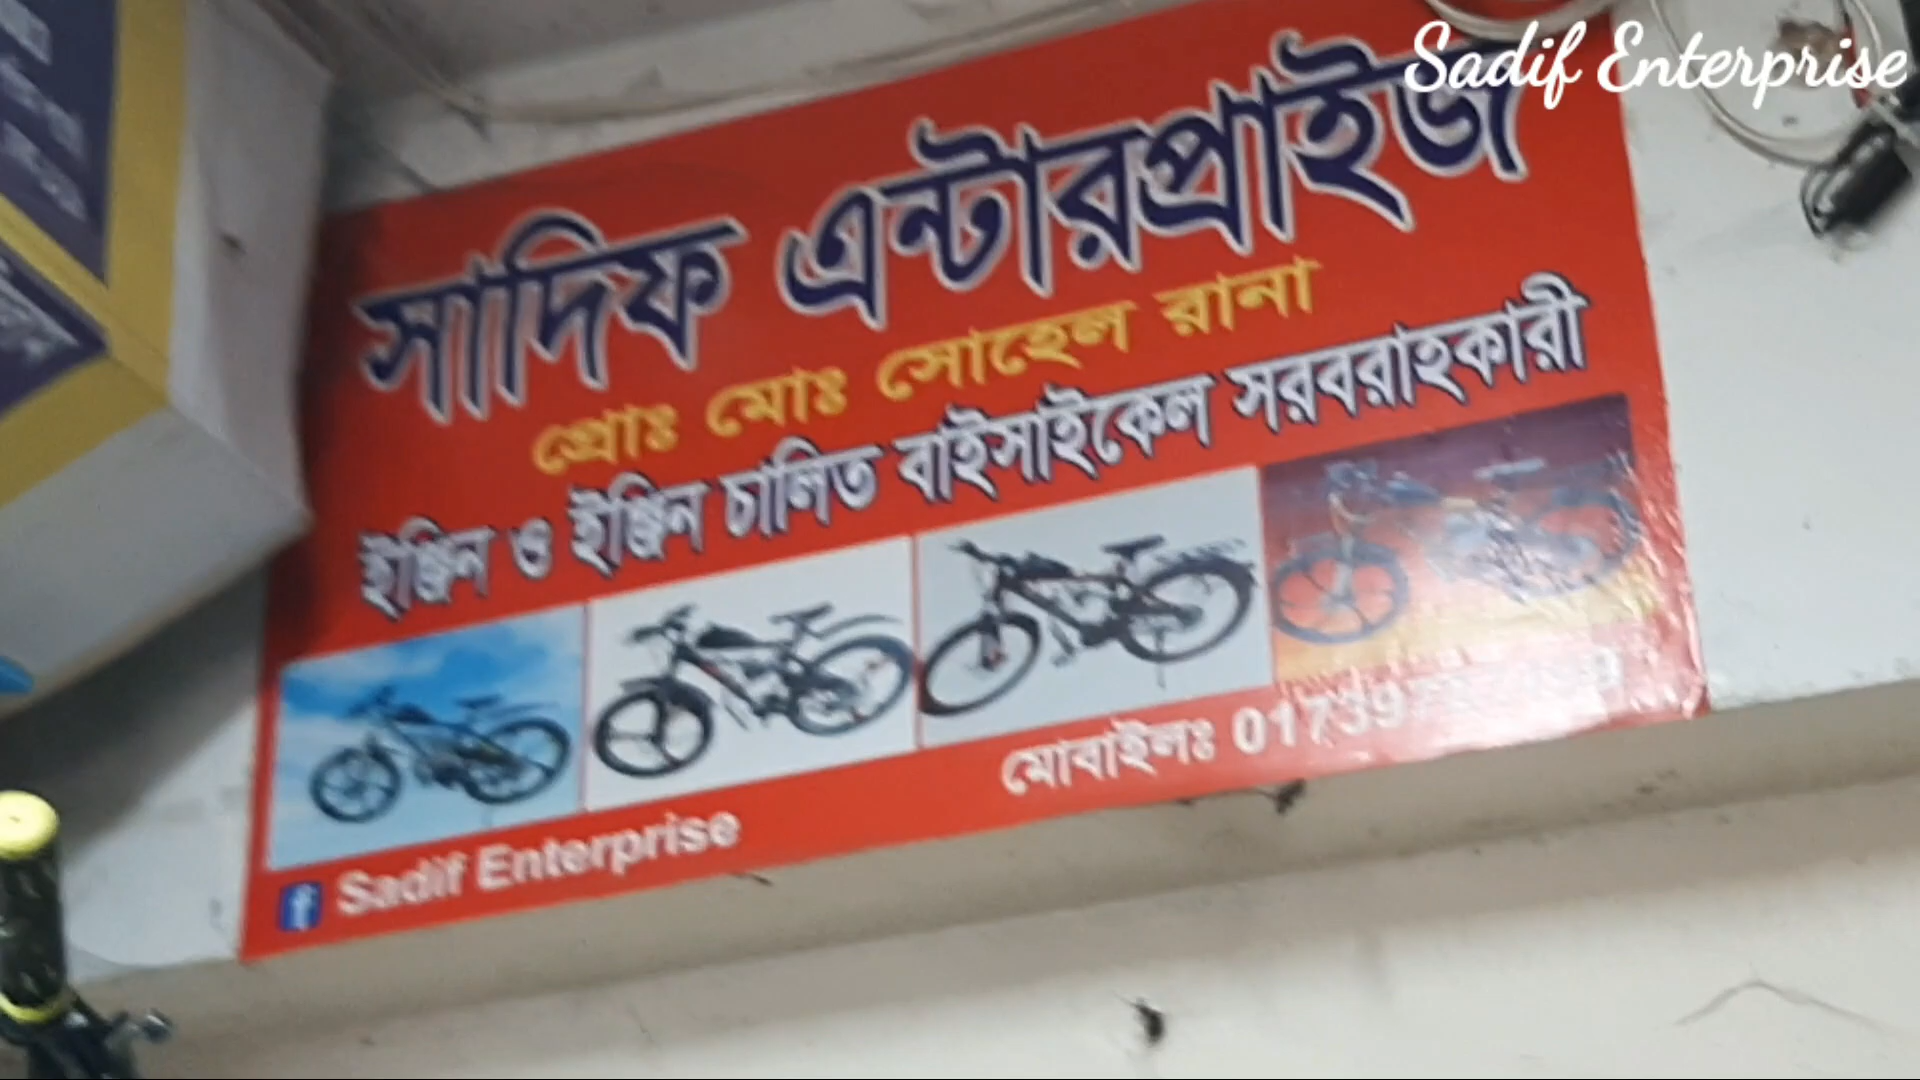 Sadif Enterprise
সাদিফ এন্টারপ্রাইজ
প্রোঃ মোঃ সোহেল রানা
ইঞ্জিন ও ইঞ্জিন চালিত বাইসাইকেল সরবরাহকারী
মোবাইলঃ
Sadif Enterprise